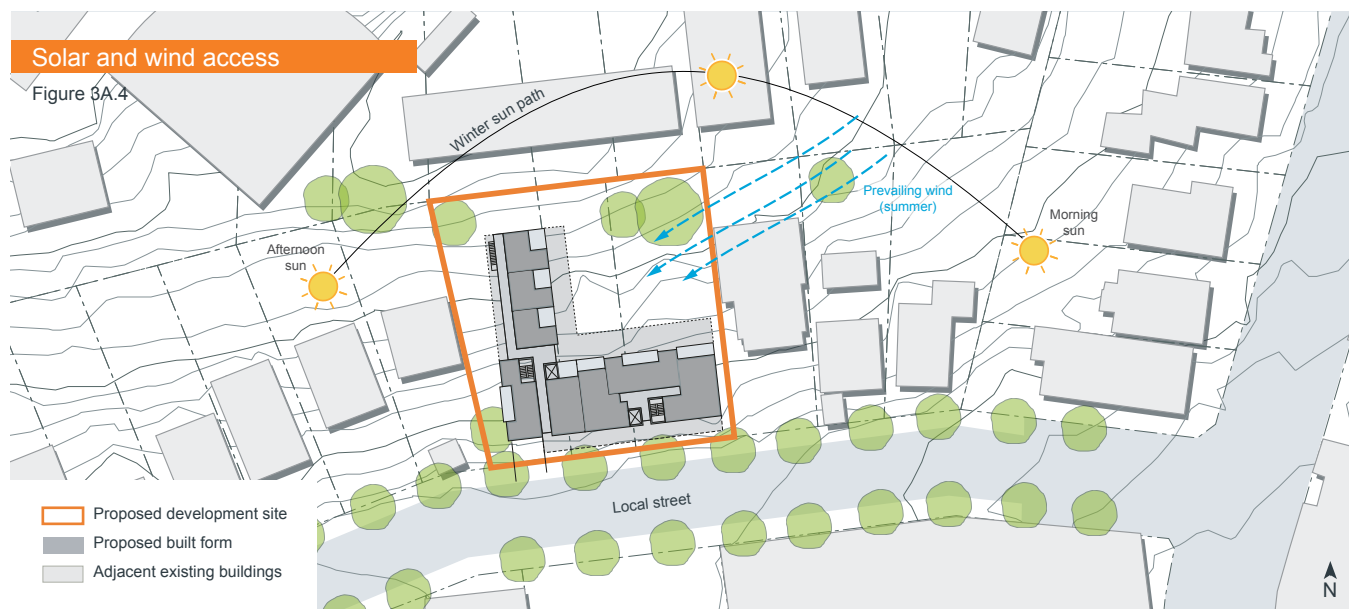 Solar and wind access
Figure 3A.4
Winter sun path
Prevailing wind
(summer)
Morning
sun
Afternoon
sun
Local street
Proposed development site
Proposed built form
Adjacent existing buildings
N